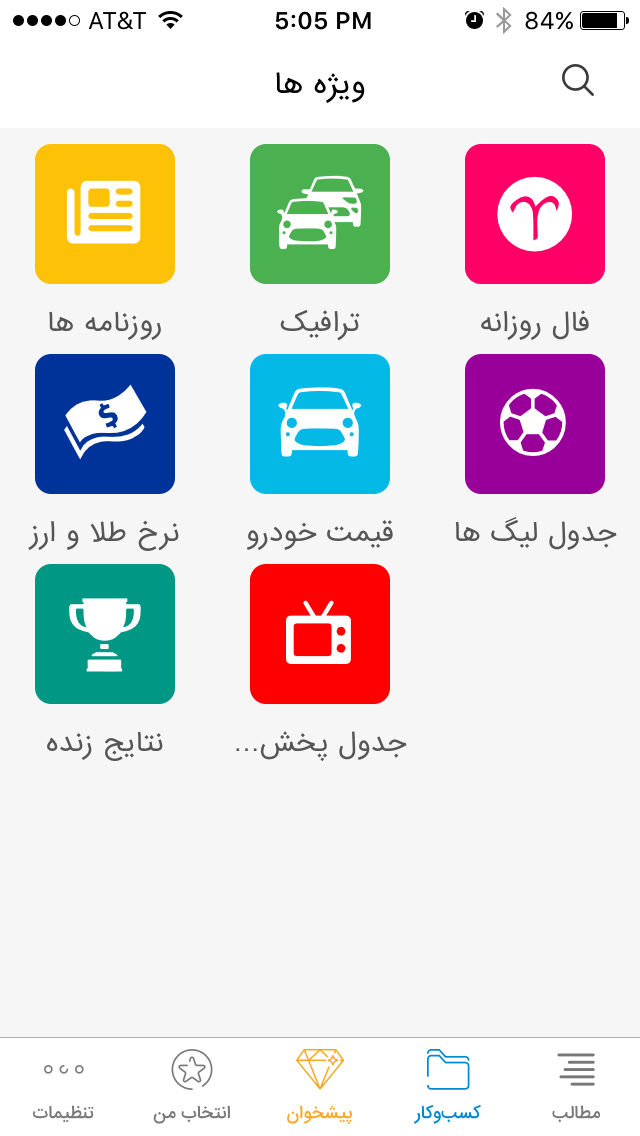 AT&T 5:05 PM 84%
ویژه ها
فال روزانه
ترافیک
روزنامه ها
جدول لیگ ها
قیمت خودرو
نرخ طلا و ارز
جدول پخش...
نتایج زنده
مطالب
کسب‌وکار
پیشخوان
انتخاب من
تنظیمات